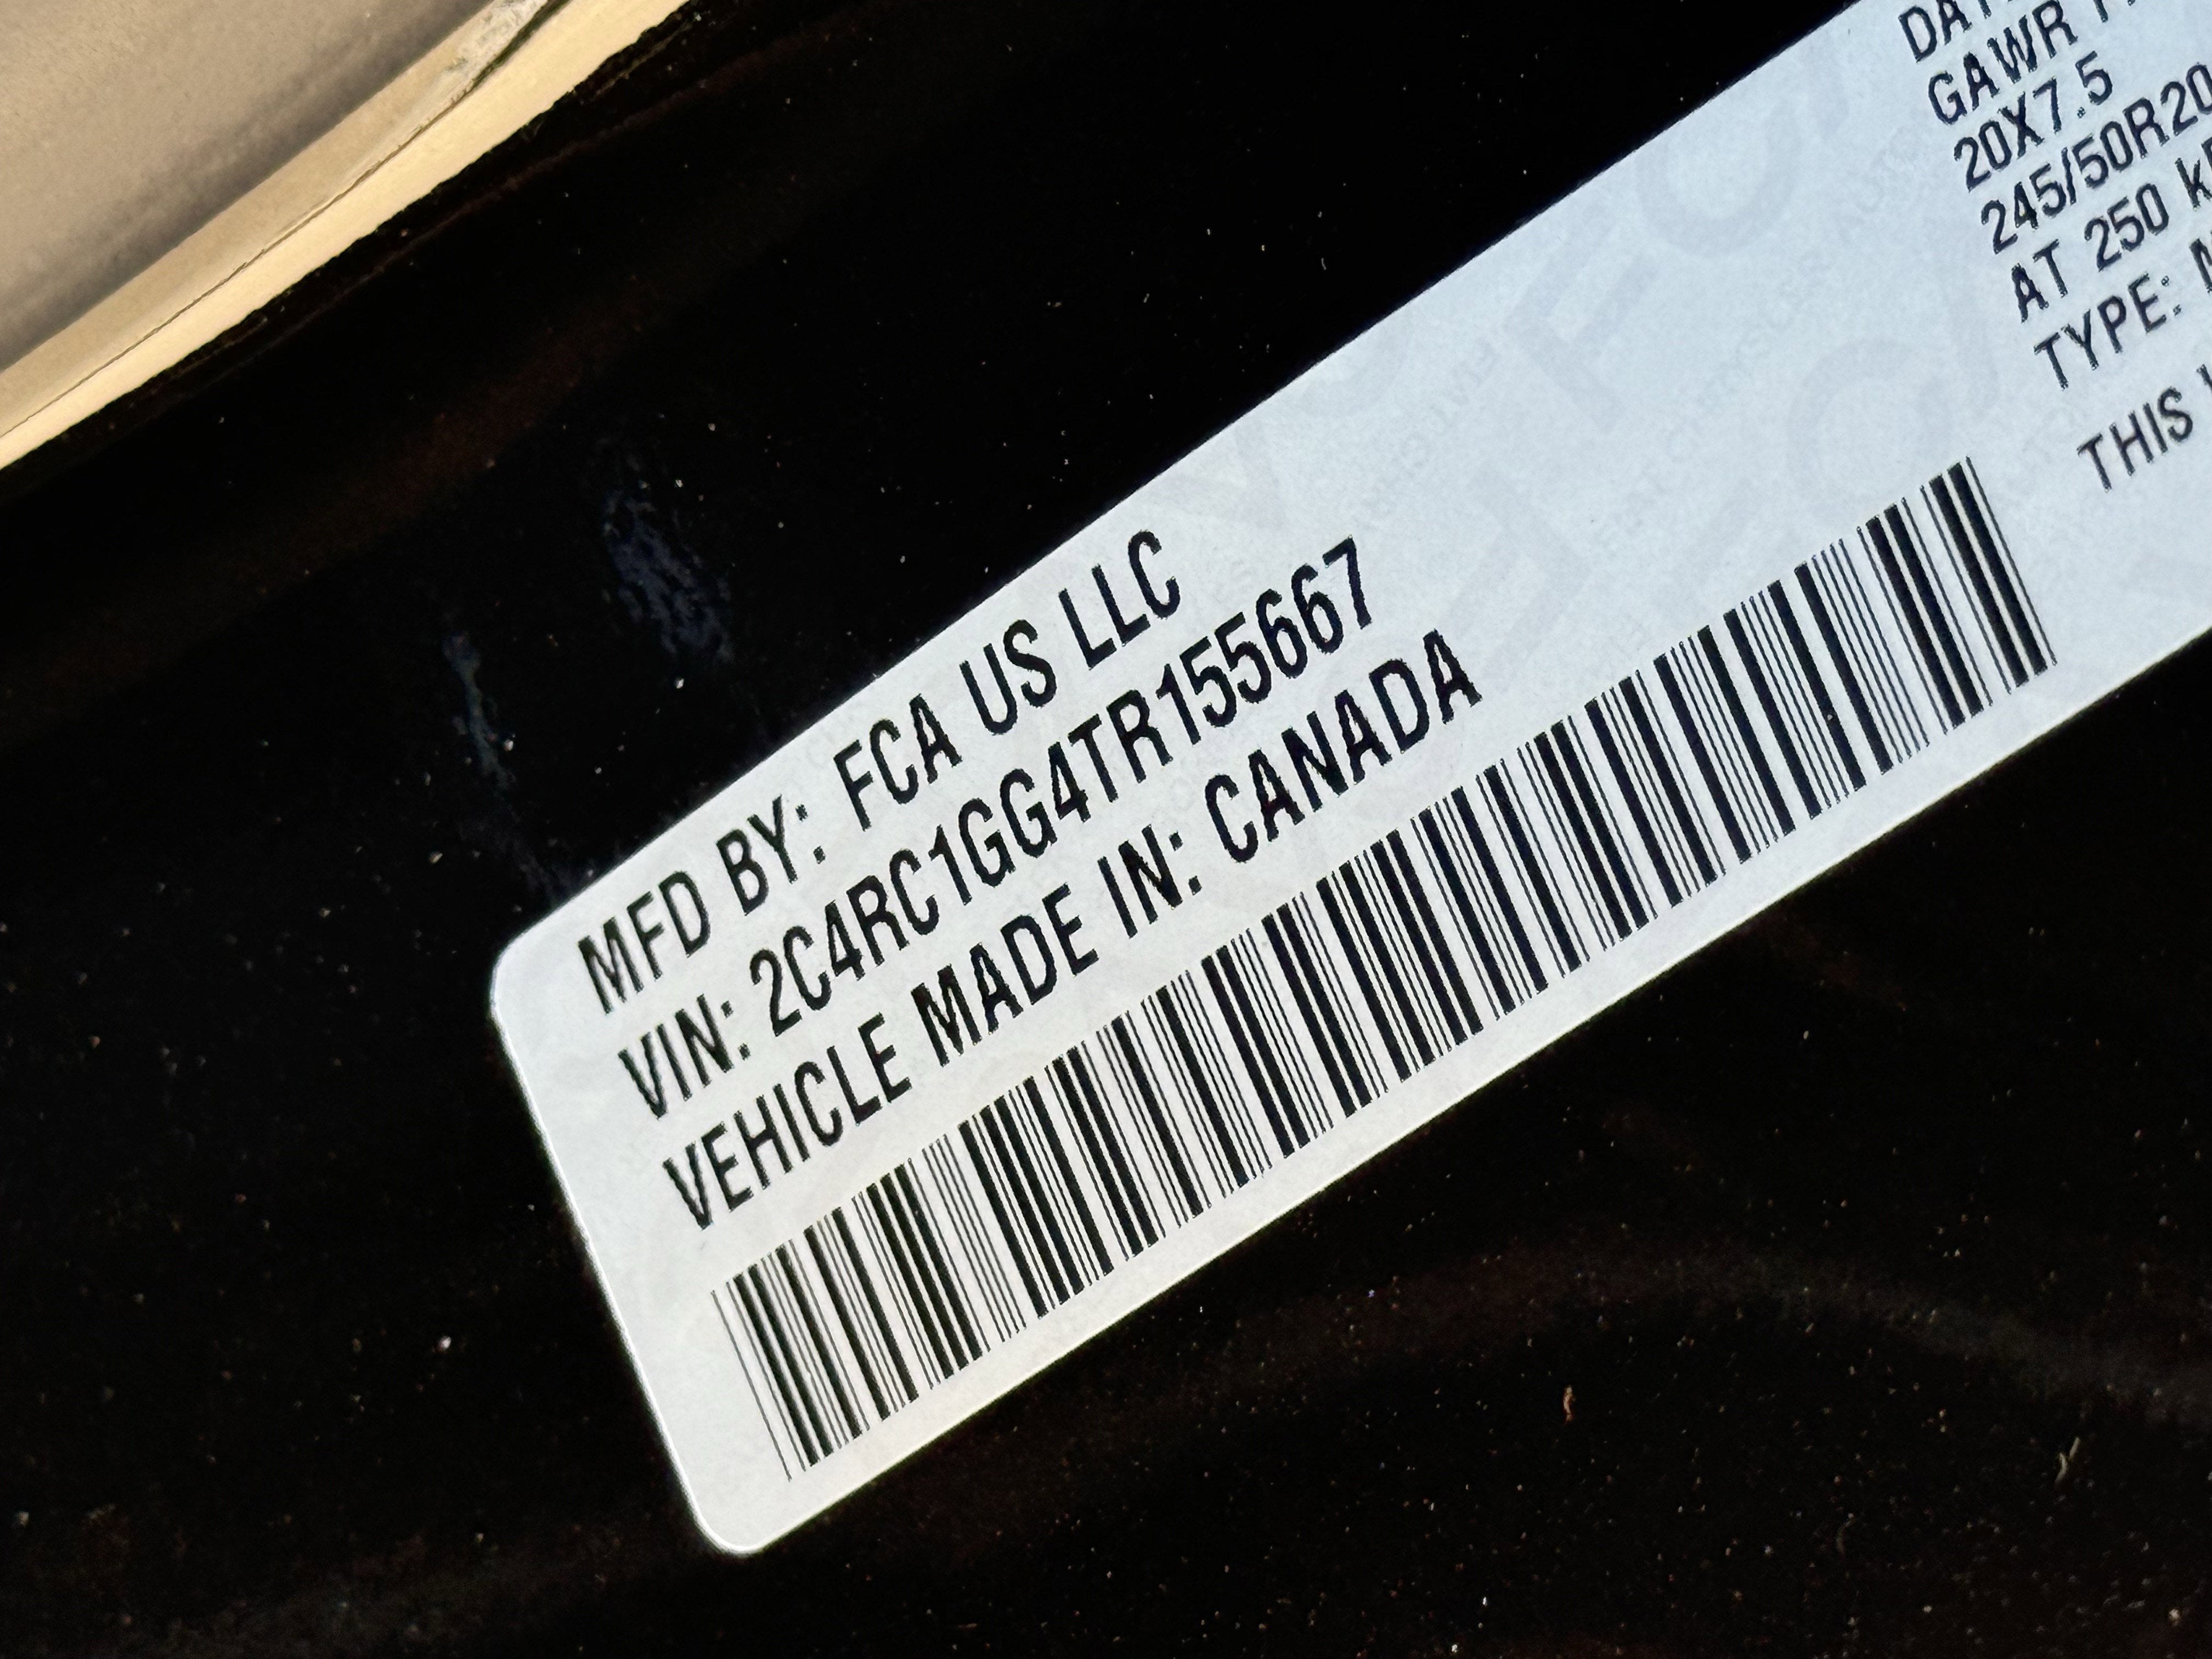 MFD BY: FCA US LLC
VIN: 2C4RC1GG4TR155667
VEHICLE MADE IN: CANADA
GAWR
20X7.5
245/50R20
AT 250
TYPE:
THIS